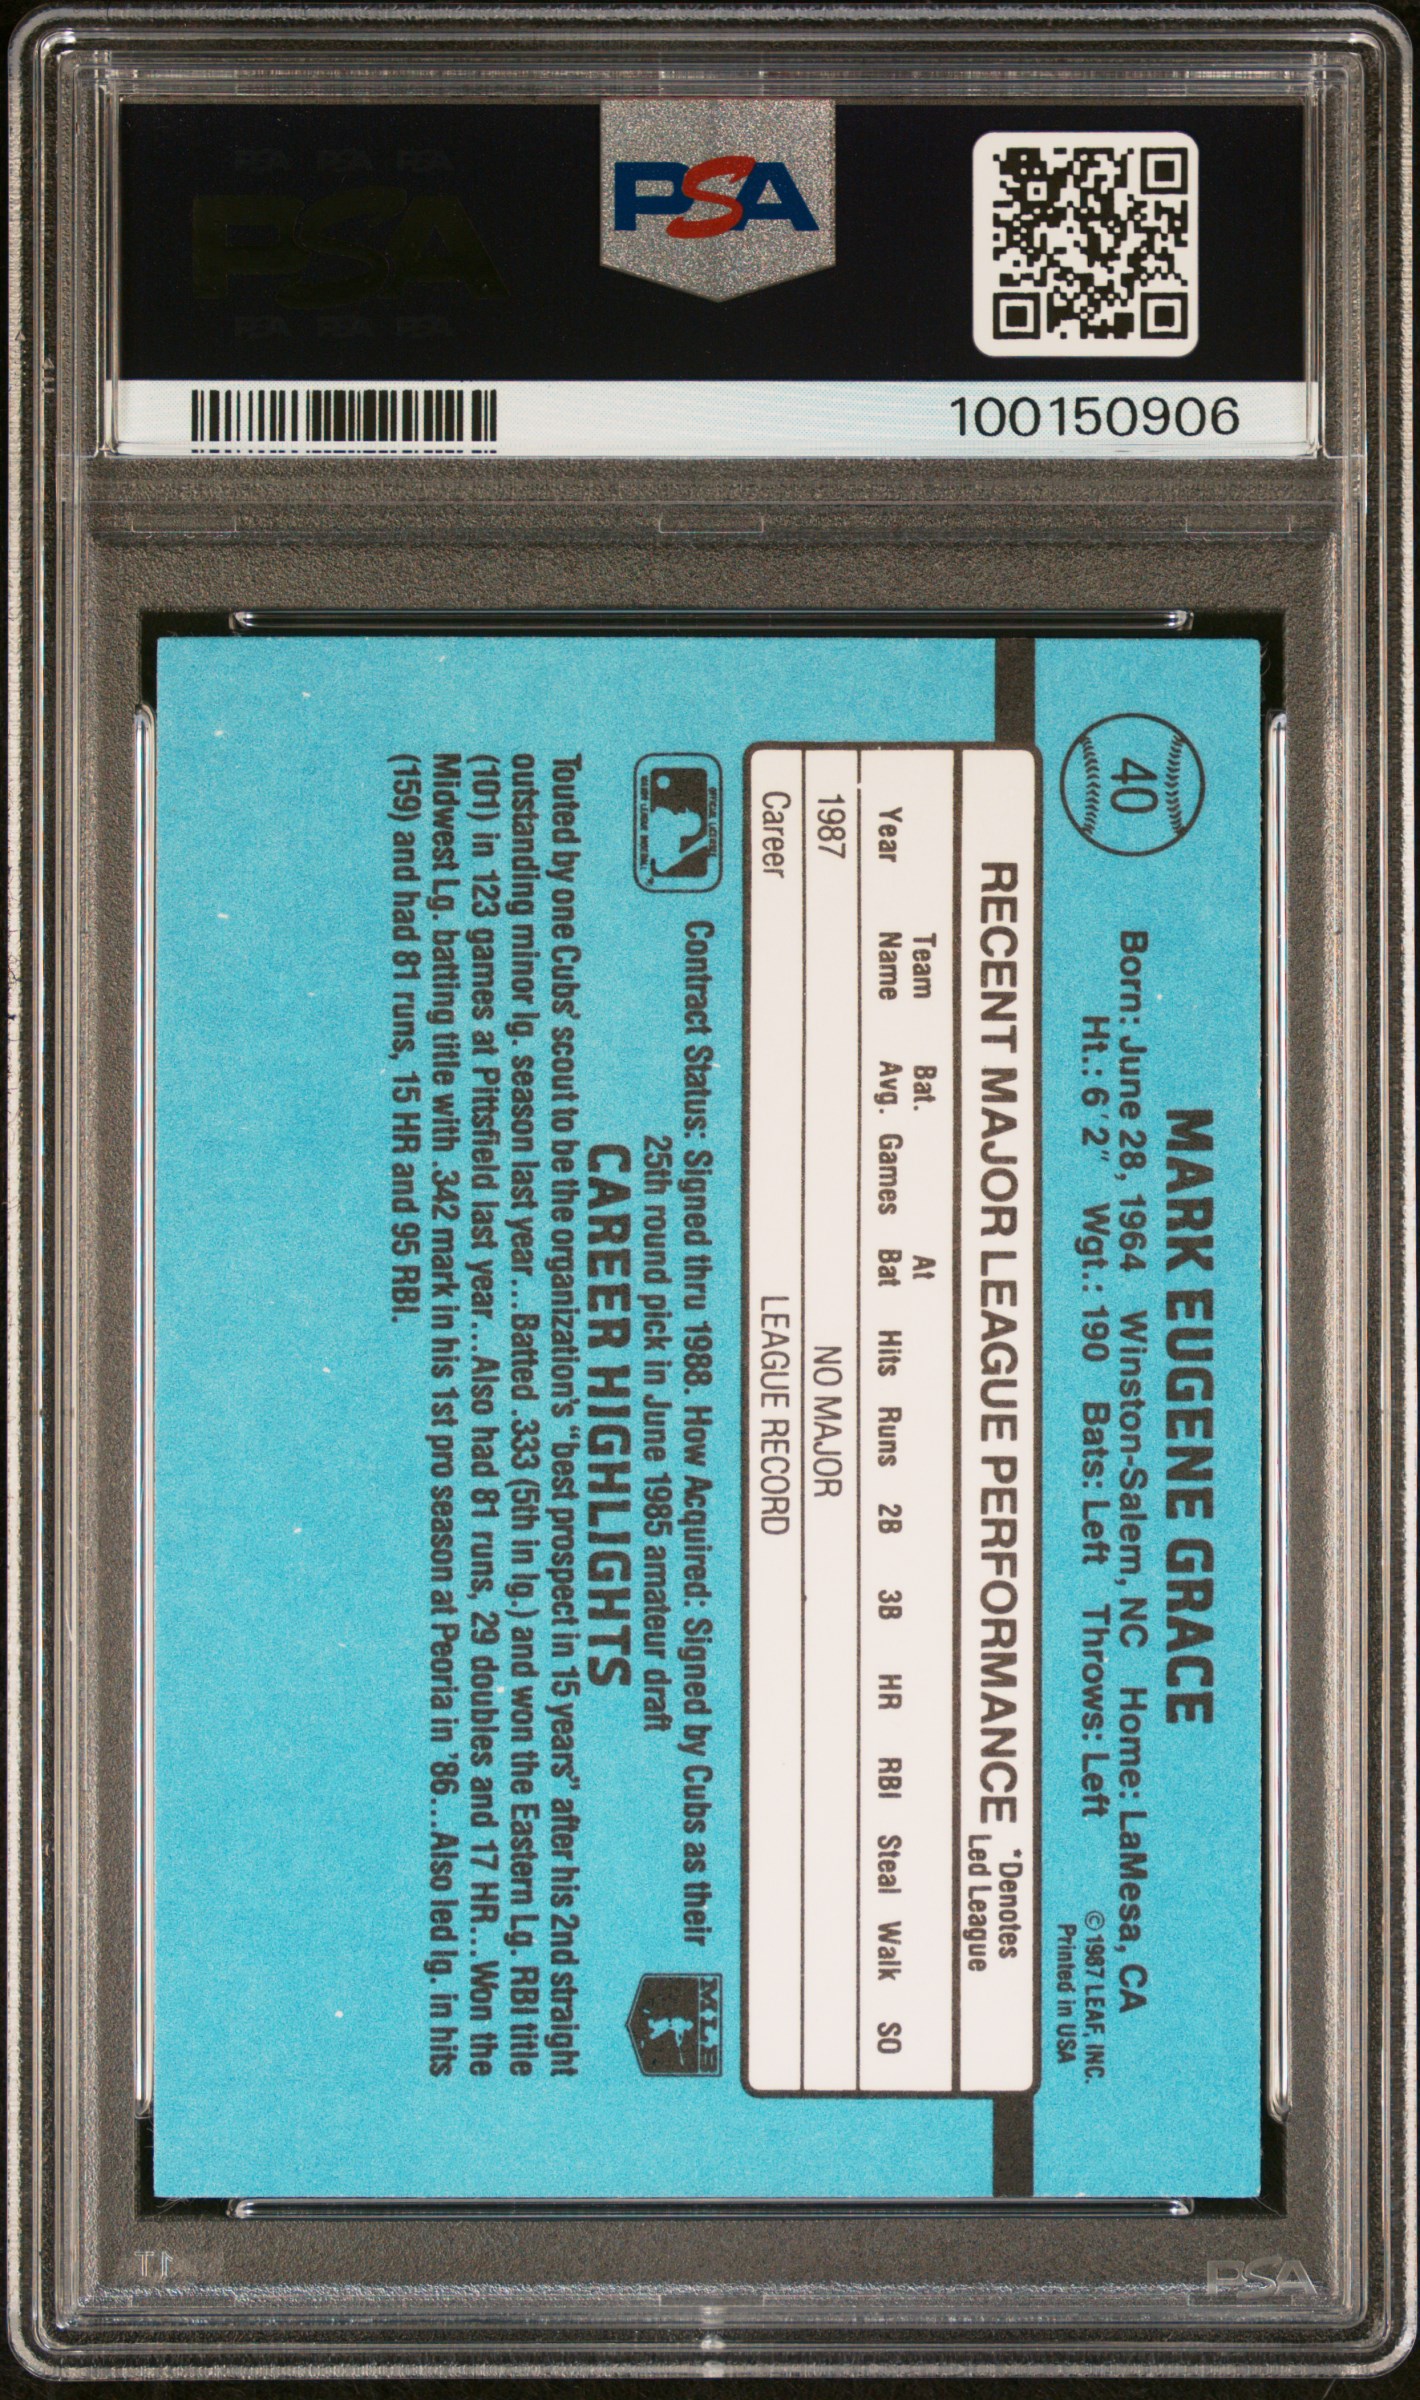 PSA
PSA PSA PSA
PSA
PSA PSA PSA
100150906
40
MARK EUGENE GRACE
Born: June 28, 1964 Winston-Salem, NC Home: LaMesa, CA
Ht.: 6'2" Wgt.: 190 Bats: Left Throws: Left
© 1987 LEAF, INC.
Printed in USA
RECENT MAJOR LEAGUE PERFORMANCE *Denotes Led League
Team Bat. At
Year Name Avg. Games Bat Hits Runs 2B 3B HR RBI Steal Walk SO
1987 NO MAJOR
Career LEAGUE RECORD
Contract Status: Signed thru 1988. How Acquired: Signed by Cubs as their
25th round pick in June 1985 amateur draft
MLB
CAREER HIGHLIGHTS
Touted by one Cubs' scout to be the organization's "best prospect in 15 years" after his 2nd straight
outstanding minor lg. season last year...Batted .333 (5th in lg.) and won the Eastern Lg. RBI title
(101) in 123 games at Pittsfield last year...Also had 81 runs, 29 doubles and 17 HR...Won the
Midwest Lg. batting title with .342 mark in his 1st pro season at Peoria in '86...Also led lg. in hits
(159) and had 81 runs, 15 HR and 95 RBI.
PSA